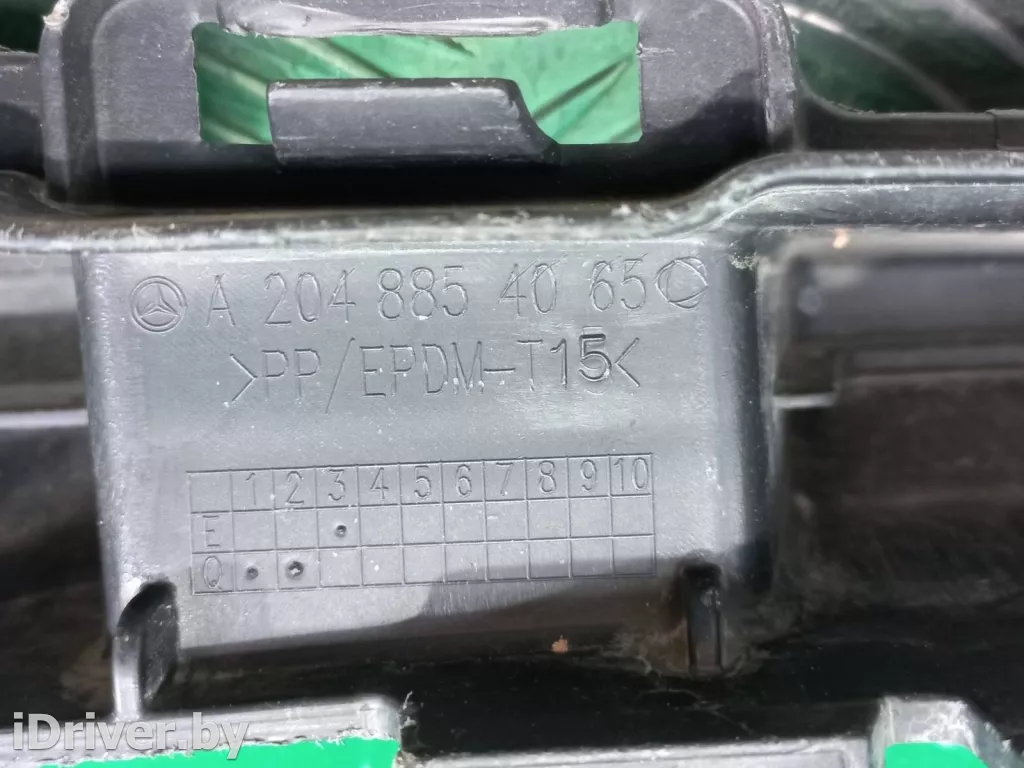 A 204 885 40 65
>PP/EPDM-T15<
1 2 3 4 5 6 7 8 9 10
E
Q
iDriver.by